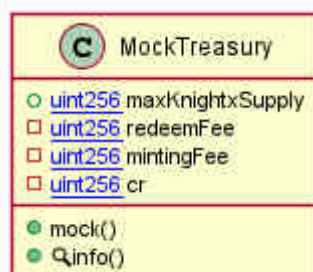 C MockTreasury
uint256 maxKnightxSupply
uint256 redeemFee
uint256 mintingFee
uint256 cr
mock()
info()